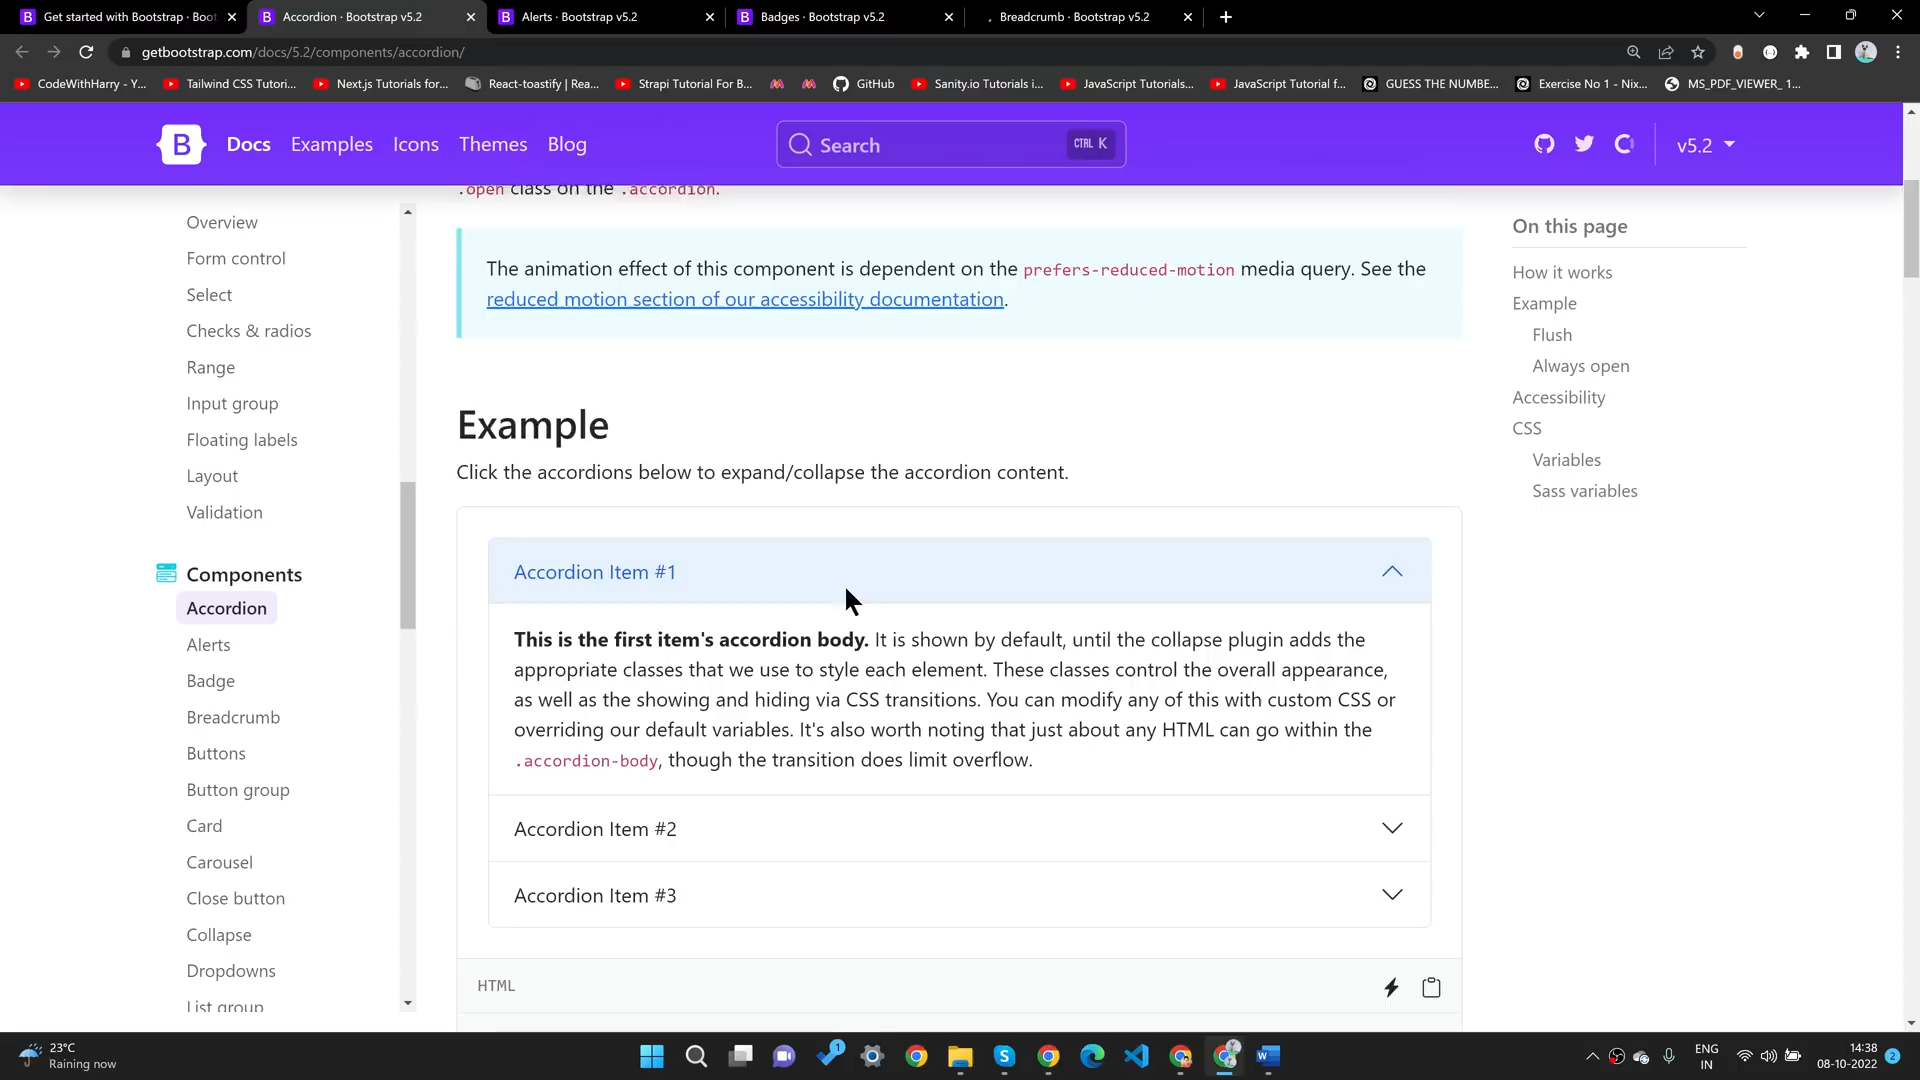 Get started with Bootstrap · Boot
Accordion · Bootstrap v5.2
Alerts · Bootstrap v5.2
Badges · Bootstrap v5.2
Breadcrumb · Bootstrap v5.2
getbootstrap.com/docs/5.2/components/accordion/
CodeWithHarry - Y...
Tailwind CSS Tutori...
Next.js Tutorials for...
React-toastify | Rea...
Strapi Tutorial For B...
GitHub
Sanity.io Tutorials i...
JavaScript Tutorials...
JavaScript Tutorial f...
GUESS THE NUMBE...
Exercise No 1 - Nix...
MS_PDF_VIEWER_ 1...
B
Docs
Examples
Icons
Themes
Blog
Search
CTRL K
v5.2
Overview
Form control
Select
Checks & radios
Range
Input group
Floating labels
Layout
Validation
Components
Accordion
Alerts
Badge
Breadcrumb
Buttons
Button group
Card
Carousel
Close button
Collapse
Dropdowns
List group
.open class on the .accordion.
The animation effect of this component is dependent on the prefers-reduced-motion media query. See the
reduced motion section of our accessibility documentation.
Example
Click the accordions below to expand/collapse the accordion content.
Accordion Item #1
This is the first item's accordion body. It is shown by default, until the collapse plugin adds the
appropriate classes that we use to style each element. These classes control the overall appearance,
as well as the showing and hiding via CSS transitions. You can modify any of this with custom CSS or
overriding our default variables. It's also worth noting that just about any HTML can go within the
.accordion-body, though the transition does limit overflow.
Accordion Item #2
Accordion Item #3
HTML
On this page
How it works
Example
Flush
Always open
Accessibility
CSS
Variables
Sass variables
23°C
Raining now
1
ENG
IN
14:38
08-10-2022
2